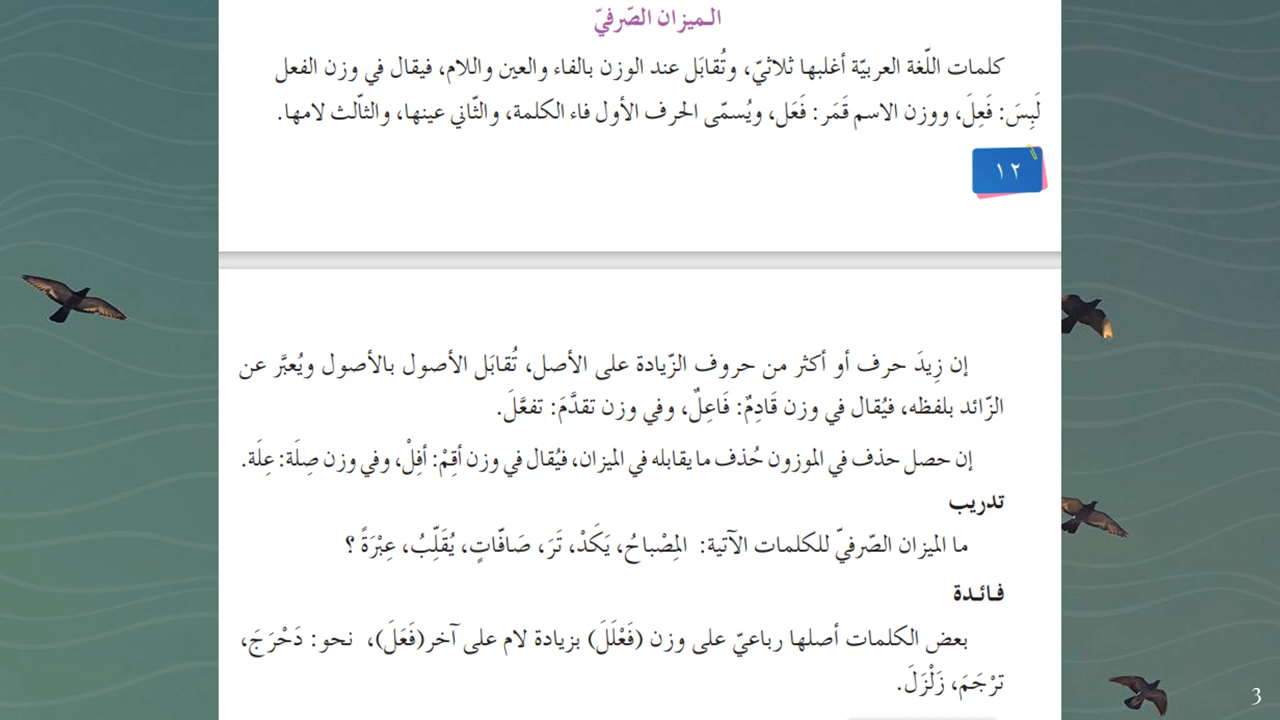 الـميزان الصّرفيّ
كلمات اللّغة العربيّة أغلبها ثلاثيّ، وتُقابَل عند الوزن بالفاء والعين واللام، فيقال في وزن الفعل
لَبِسَ: فَعِلَ، ووزن الاسم قَمَر: فَعَل، ويُسمّى الحرف الأول فاء الكلمة، والثّاني عينها، والثّالث لامها.
١٢
إن زِيدَ حرف أو أكثر من حروف الزّيادة على الأصل، تُقابَل الأصول بالأصول ويُعبَّر عن
الزّائد بلفظه، فيُقال في وزن قَادِمٌ: فَاعِلٌ، وفي وزن تقدَّمَ: تفعَّلَ.
إن حصل حذف في الموزون حُذف ما يقابله في الميزان، فيُقال في وزن أقِمْ: أفِلْ، وفي وزن صِلَة: عِلَة.
تدريب
ما الميزان الصّرفيّ للكلمات الآتية: المِصْباحُ، يَكَدْ، تَرَ، صَافّاتٍ، يُقَلِّبُ، عِبْرَةً ؟
فـائـدة
بعض الكلمات أصلها رباعيّ على وزن (فَعْلَلَ) بزيادة لام على آخر(فَعَلَ)، نحو: دَحْرَجَ،
ترْجَمَ، زَلْزَلَ.
3